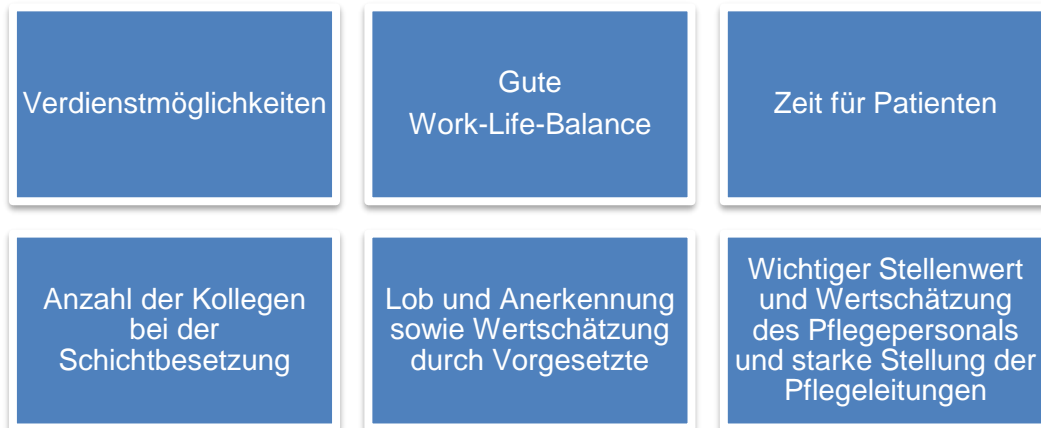 Verdienstmöglichkeiten
Gute
Work-Life-Balance
Zeit für Patienten
Anzahl der Kollegen
bei der
Schichtbesetzung
Lob und Anerkennung
sowie Wertschätzung
durch Vorgesetzte
Wichtiger Stellenwert
und Wertschätzung
des Pflegepersonals
und starke Stellung der
Pflegeleitungen